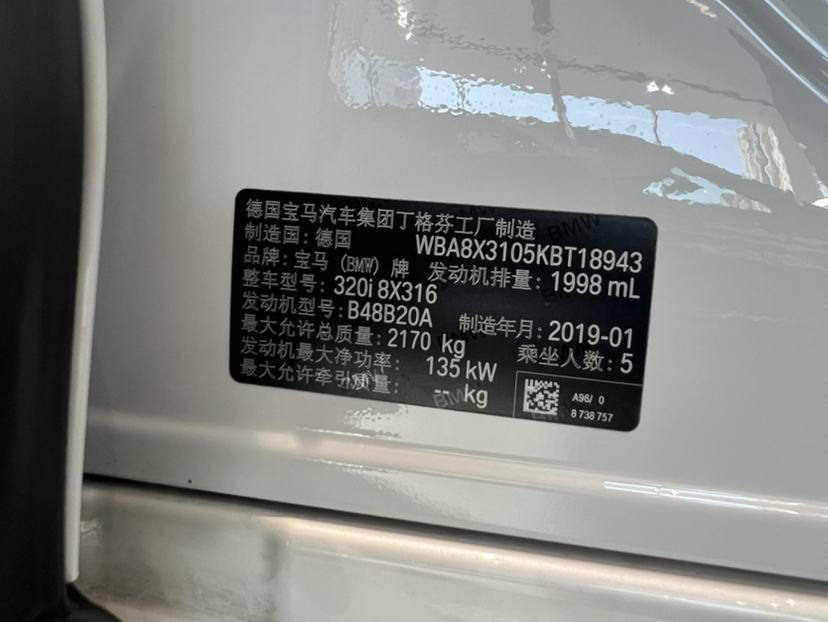 德国宝马汽车集团丁格芬工厂制造
制造国：德国 WBA8X3105KBT18943
品牌：宝马 (BMW) 牌 发动机排量：1998 mL
整车型号：320i 8X316
发动机型号：B48B20A 制造年月：2019-01
最大允许总质量：2170 kg 乘坐人数：5
发动机最大净功率： 135 kW
最大允许牵引质量： -- kg
A96/ 0
8 738 757